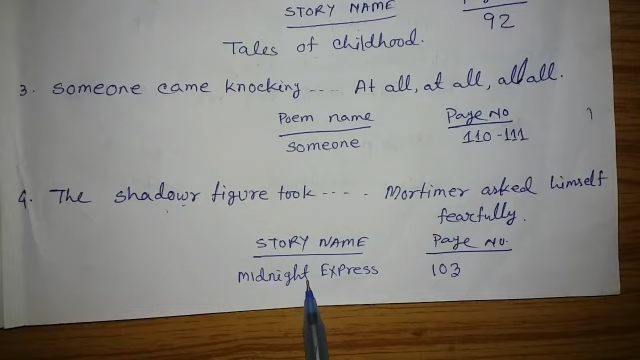 STORY NAME
92
Tales of childhood.
3. Someone came knocking .... At all, at all, at all.
Poem name Page No
Someone 110-111
4. The shadowy figure took .... Mortimer asked himself
fearfully.
STORY NAME Page No.
Midnight Express 103